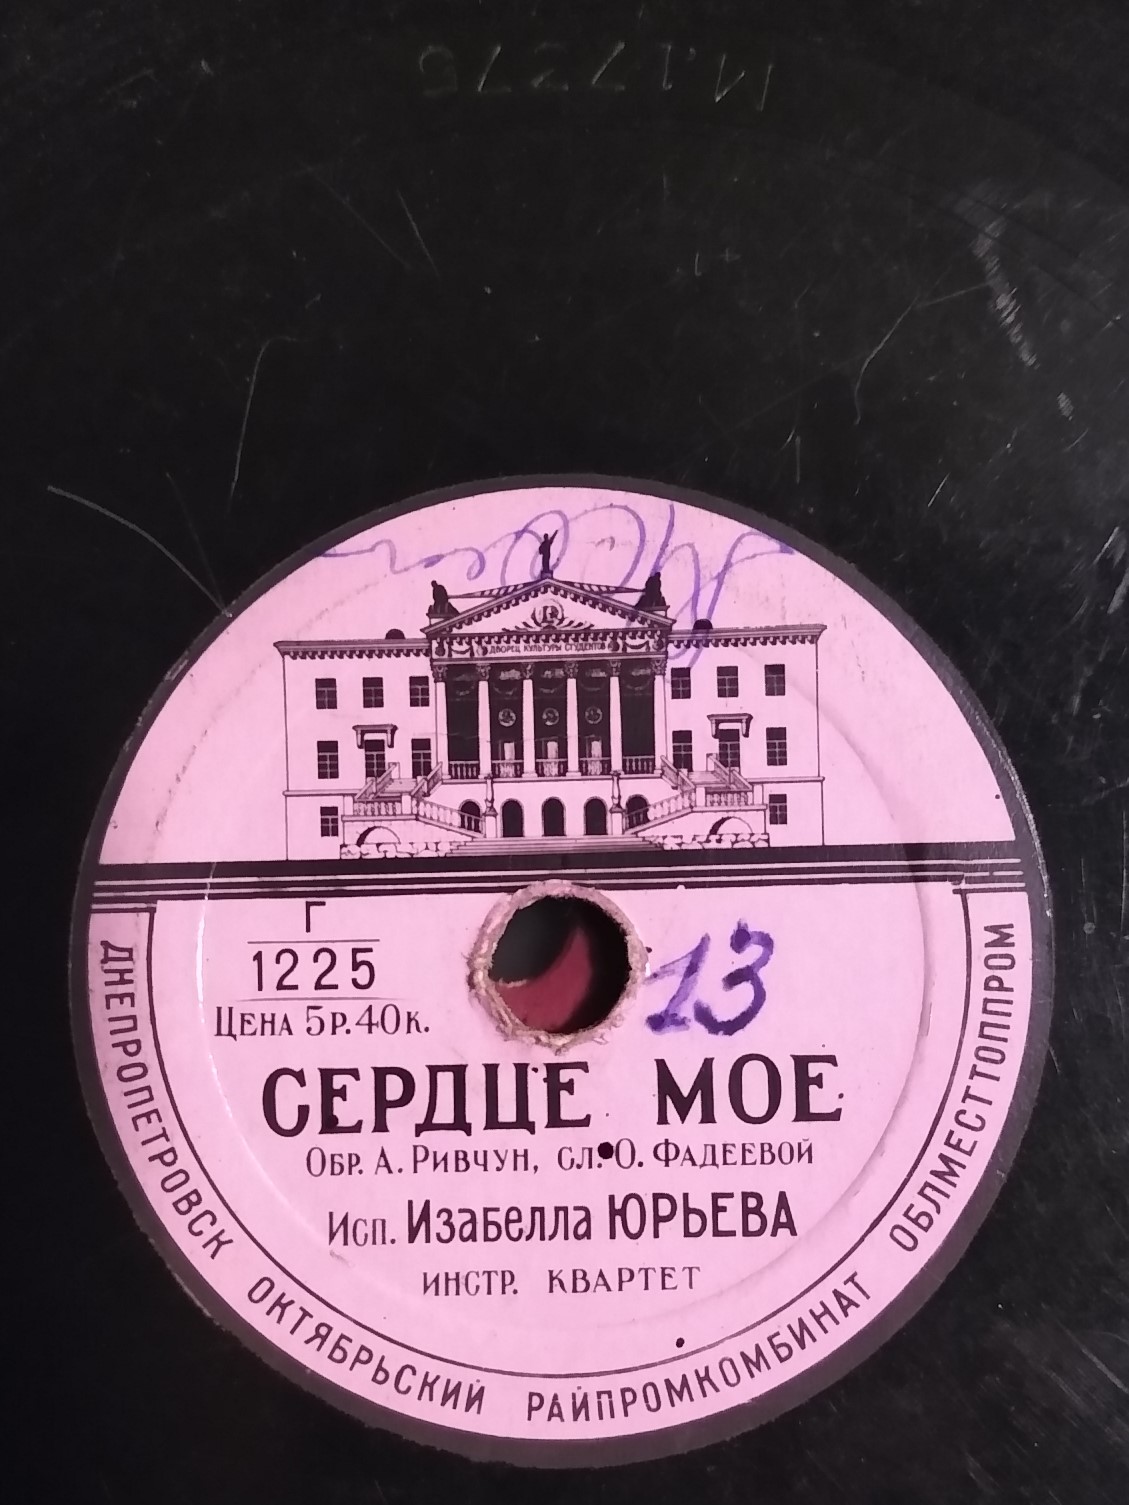 ДВОРЕЦ КУЛЬТУРЫ СТУДЕНТОВ
Г
1225
ЦЕНА 5р.40к.
13
СЕРДЦЕ МОЕ
ОБР. А. РИВЧУН, СЛ. О. ФАДЕЕВОЙ
Исп. Изабелла ЮРЬЕВА
ИНСТР. КВАРТЕТ
ДНЕПРОПЕТРОВСК ОКТЯБРЬСКИЙ РАЙПРОМКОМБИНАТ ОБЛМЕСТТОППРОМ